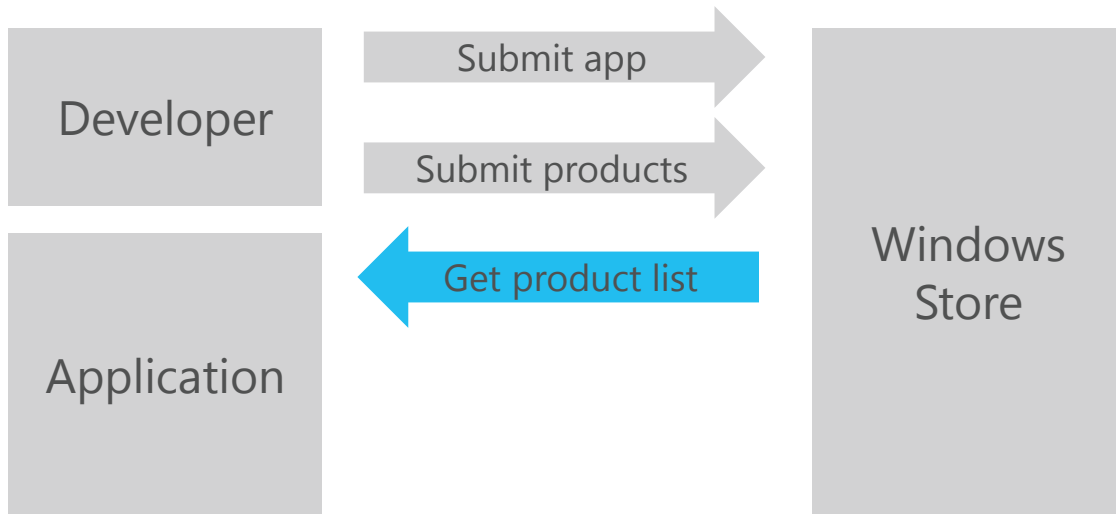 Developer
Submit app
Submit products
Get product list
Application
Windows
Store